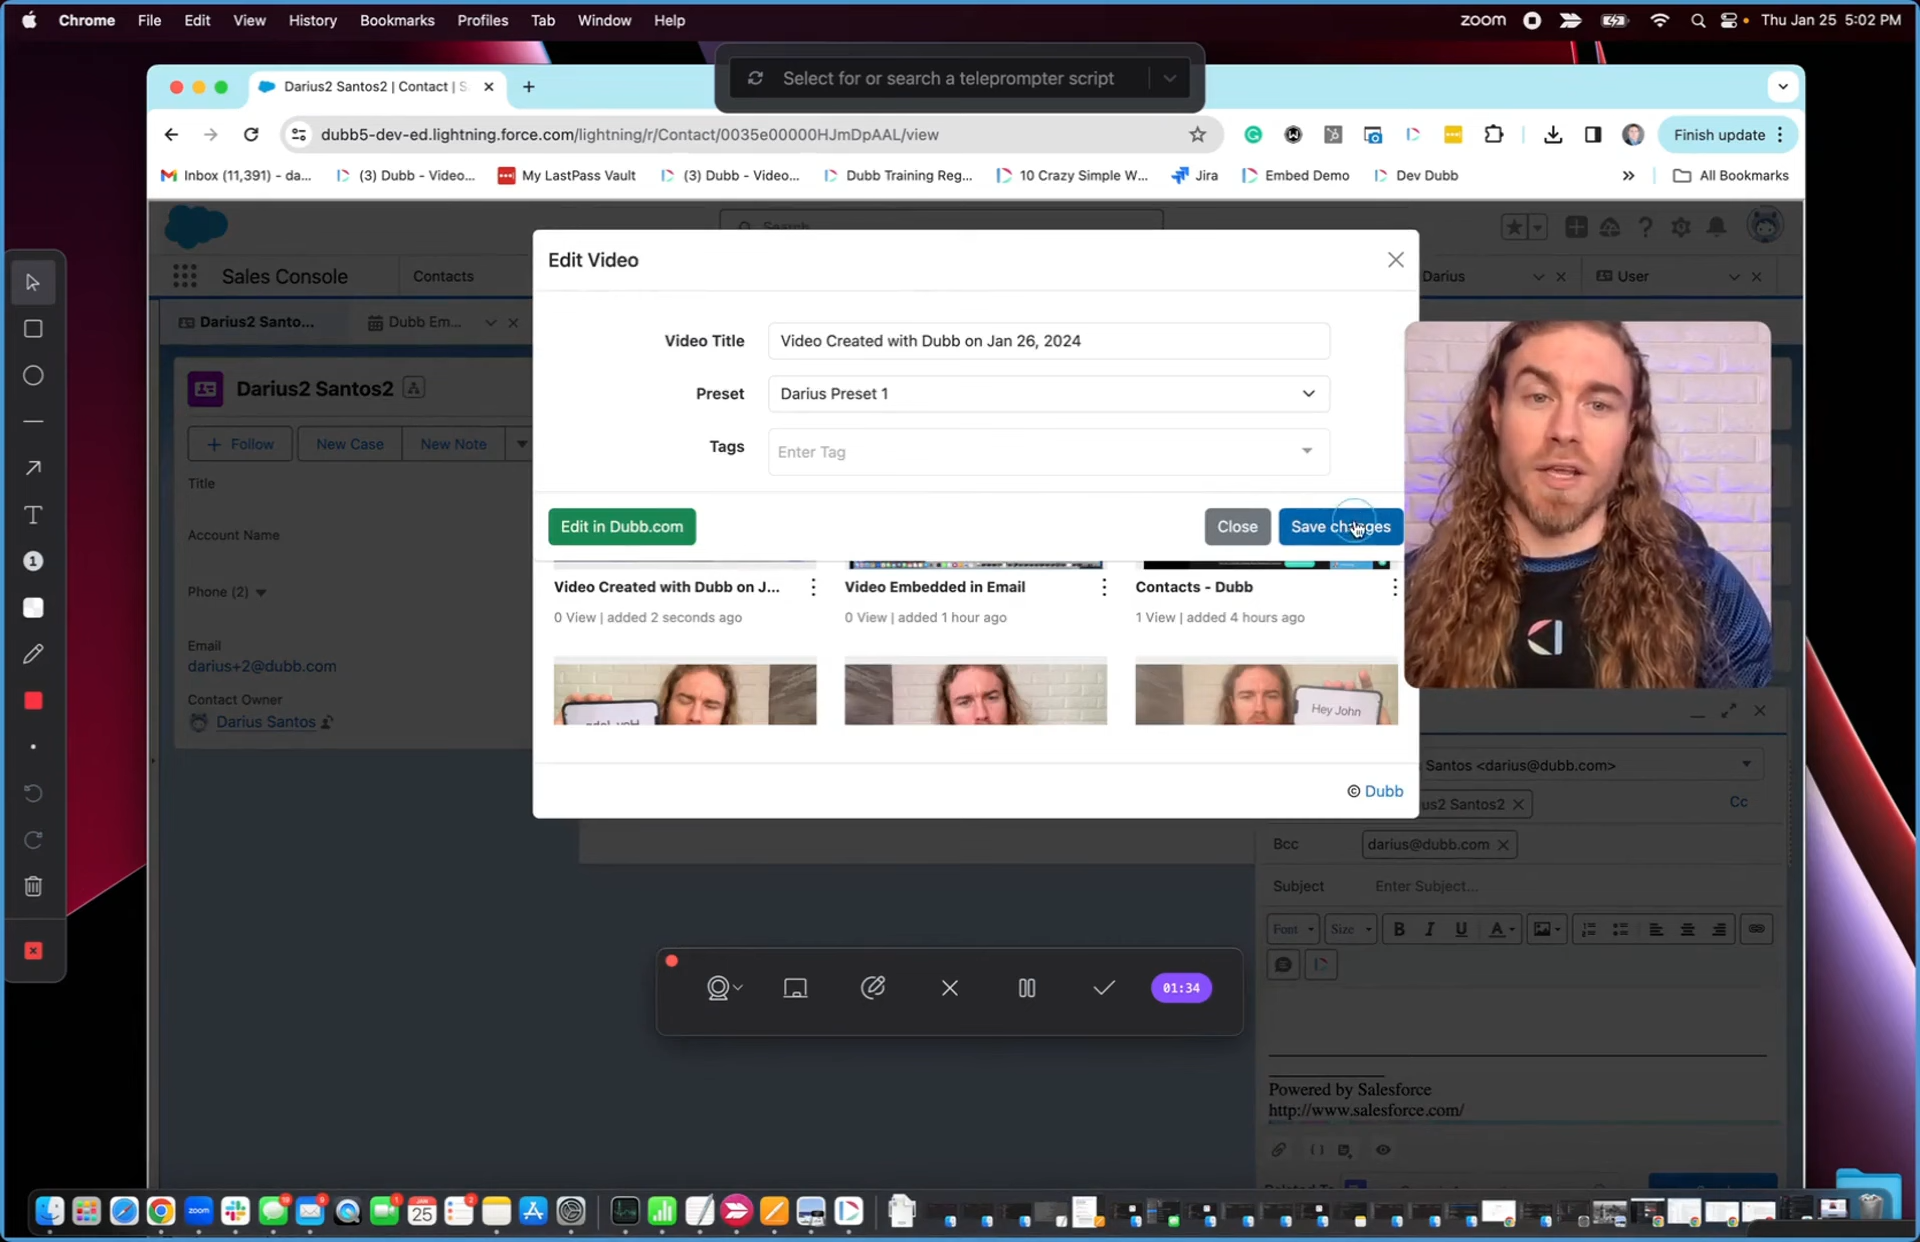 Chrome File Edit View History Bookmarks Profiles Tab Window Help
zoom Thu Jan 25 5:02 PM
Select for or search a teleprompter script
Darius2 Santos2 | Contact | S
dubb5-dev-ed.lightning.force.com/lightning/r/Contact/0035e00000HJmDpAAL/view
Finish update
Inbox (11,391) - da...
(3) Dubb - Video...
My LastPass Vault
(3) Dubb - Video...
Dubb Training Reg...
10 Crazy Simple W...
Jira
Embed Demo
Dev Dubb
All Bookmarks
Search
Sales Console
Contacts
Darius
User
Darius2 Santo...
Dubb Em...
Darius2 Santos2
Follow
New Case
New Note
Title
Account Name
Phone (2)
Email
darius+2@dubb.com
Contact Owner
Darius Santos
Edit Video
Video Title
Video Created with Dubb on Jan 26, 2024
Preset
Darius Preset 1
Tags
Enter Tag
Edit in Dubb.com
Close
Save changes
Video Created with Dubb on J...
0 View | added 2 seconds ago
Video Embedded in Email
0 View | added 1 hour ago
Contacts - Dubb
1 View | added 4 hours ago
Hey John
© Dubb
Santos <darius@dubb.com>
us2 Santos2
Cc
Bcc
darius@dubb.com
Subject
Enter Subject...
Font
Size
B I U A
01:34
Powered by Salesforce
http://www.salesforce.com/
1
JAN
25
zoom